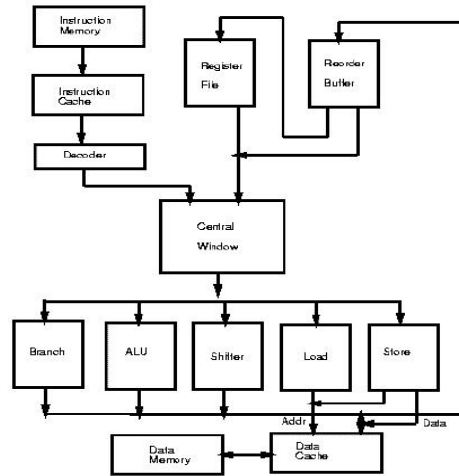 Instruction
Memory
Instruction
Cache
Decoder
Register
File
Reorder
Buffer
Central
Window
Branch
ALU
Shifter
Load
Store
Addr
Data
Data
Memory
Data
Cache